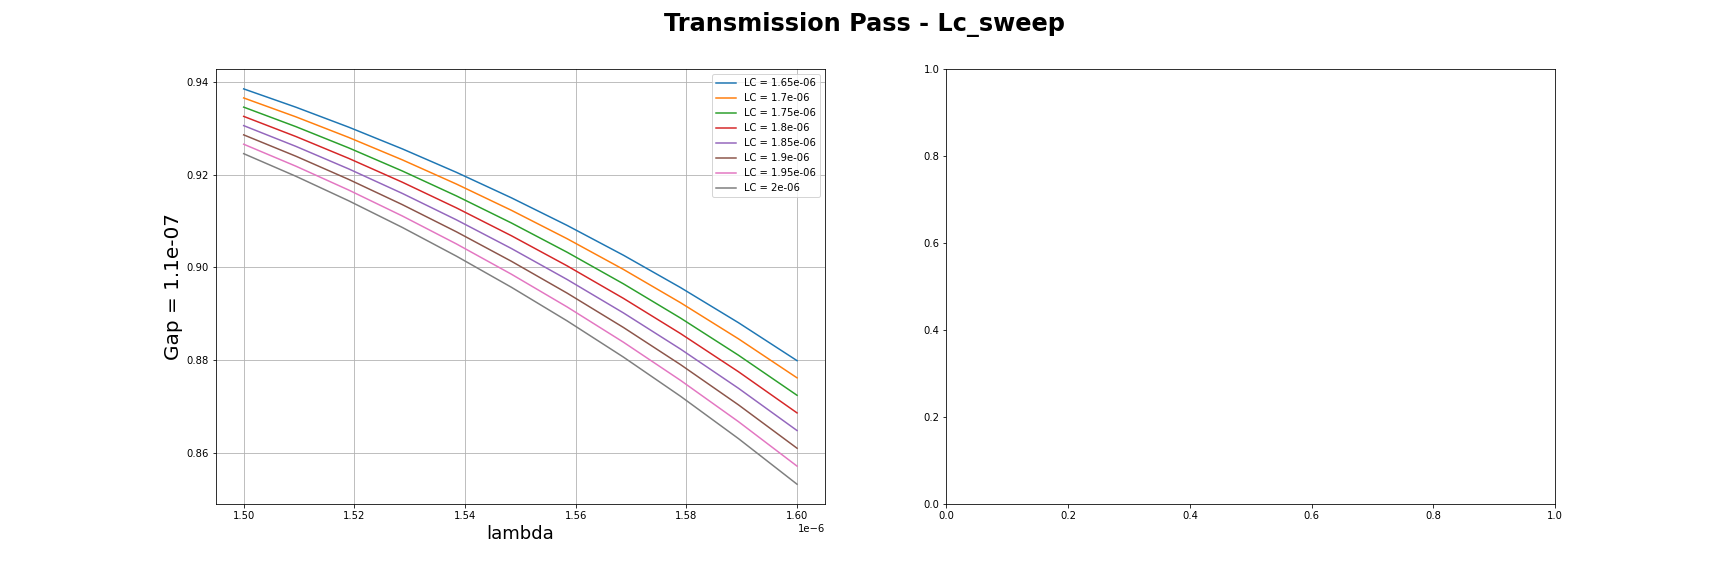 Transmission Pass - Lc_sweep
Gap = 1.1e-07
0.94
0.92
0.90
0.88
0.86
LC = 1.65e-06
LC = 1.7e-06
LC = 1.75e-06
LC = 1.8e-06
LC = 1.85e-06
LC = 1.9e-06
LC = 1.95e-06
LC = 2e-06
1.50 1.52 1.54 1.56 1.58 1.60
1e−6
lambda
1.0
0.8
0.6
0.4
0.2
0.0
0.0 0.2 0.4 0.6 0.8 1.0